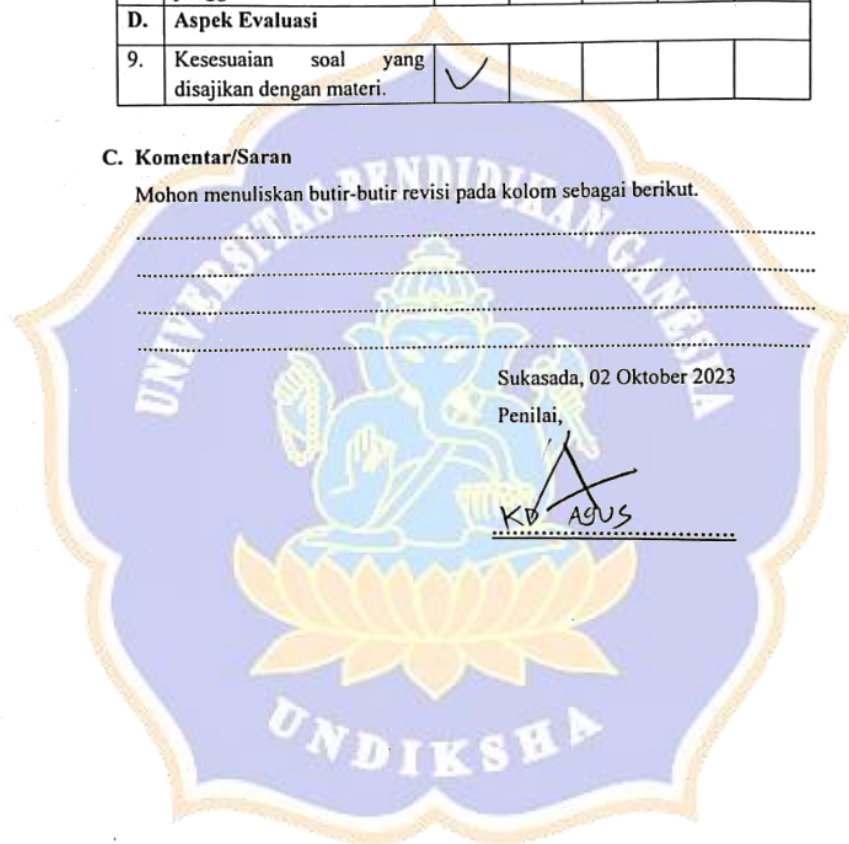 D. Aspek Evaluasi
9. Kesesuaian soal yang
disajikan dengan materi.
C. Komentar/Saran
Mohon menuliskan butir-butir revisi pada kolom sebagai berikut.
UNIVERSITAS PENDIDIKAN GANESHA
Sukasada, 02 Oktober 2023
Penilai,
KD AGUS
UNDIKSHA